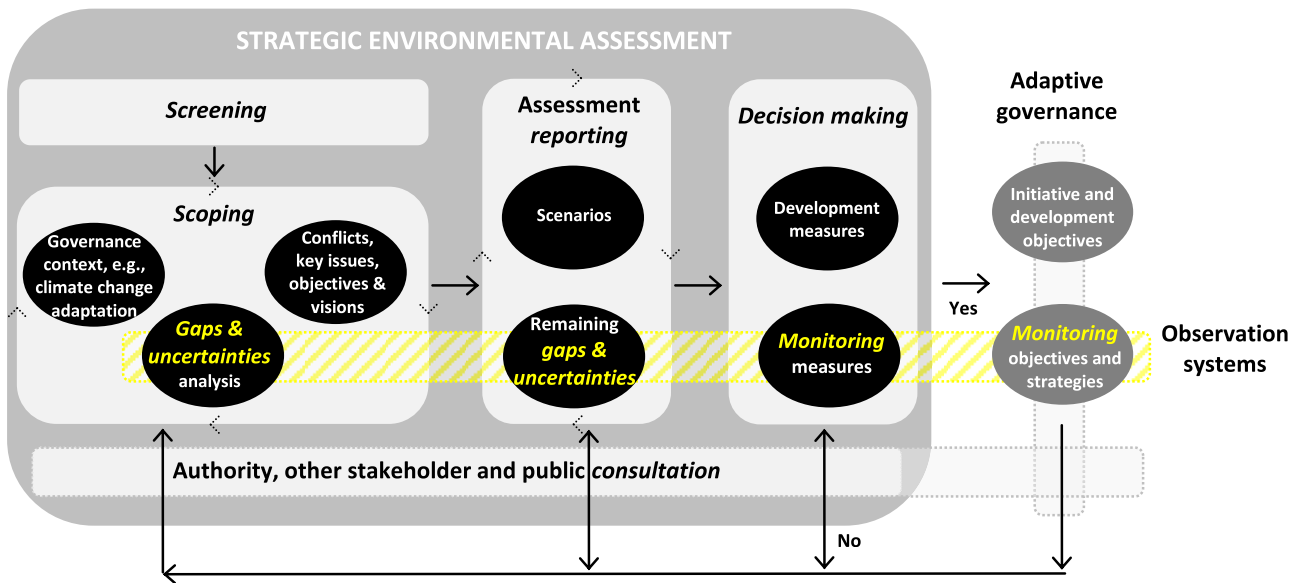 STRATEGIC ENVIRONMENTAL ASSESSMENT
Screening
Scoping
Governance
context, e.g.,
climate change
adaptation
Conflicts,
key issues,
objectives &
visions
Gaps &
uncertainties
analysis
Assessment
reporting
Scenarios
Remaining
gaps &
uncertainties
Decision making
Development
measures
Monitoring
measures
Yes
Adaptive
governance
Initiative and
development
objectives
Monitoring
objectives and
strategies
Observation
systems
Authority, other stakeholder and public consultation
No